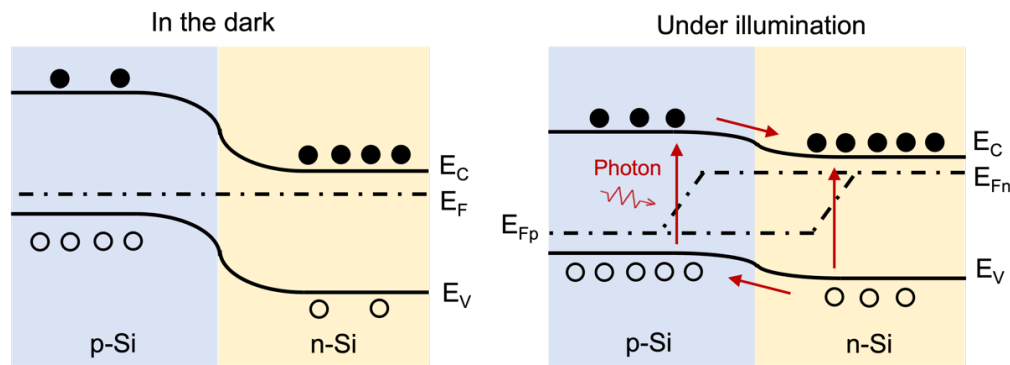 In the dark
E_C
E_F
E_V
p-Si
n-Si
Under illumination
E_C
Photon
E_Fn
E_Fp
E_V
p-Si
n-Si